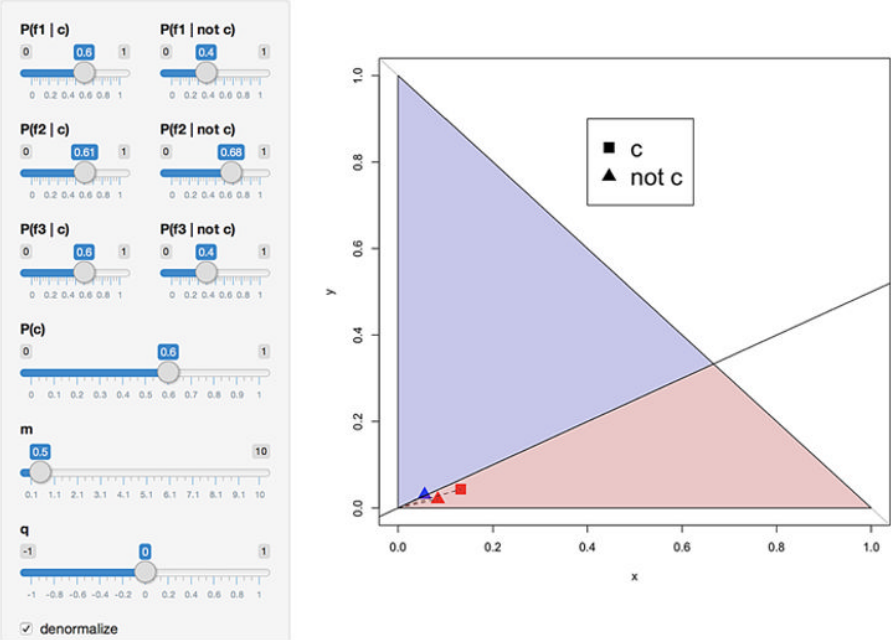 P(f1 | c) P(f1 | not c)
0 0.6 1 0 0.4 1
0 0.2 0.4 0.6 0.8 1 0 0.2 0.4 0.6 0.8 1
P(f2 | c) P(f2 | not c)
0 0.61 1 0 0.68 1
0 0.2 0.4 0.6 0.8 1 0 0.2 0.4 0.6 0.8 1
P(f3 | c) P(f3 | not c)
0 0.6 1 0 0.4 1
0 0.2 0.4 0.6 0.8 1 0 0.2 0.4 0.6 0.8 1
P(c)
0 0.6 1
0 0.1 0.2 0.3 0.4 0.5 0.6 0.7 0.8 0.9 1
m
0.5 10
0.1 1.1 2.1 3.1 4.1 5.1 6.1 7.1 8.1 9.1 10
q
-1 0 1
-1 -0.8 -0.6 -0.4 -0.2 0 0.2 0.4 0.6 0.8 1
denormalize
c
not c
y
1.0
0.8
0.6
0.4
0.2
0.0
0.0 0.2 0.4 0.6 0.8 1.0
x